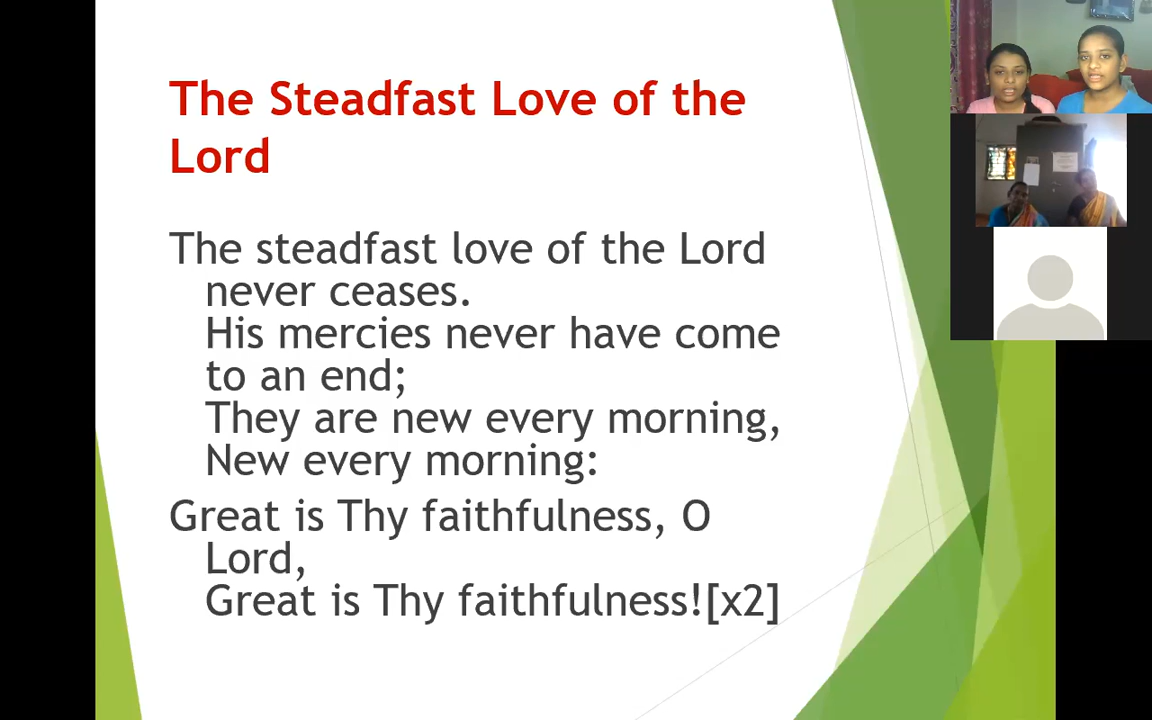 The Steadfast Love of the
Lord
The steadfast love of the Lord
never ceases.
His mercies never have come
to an end;
They are new every morning,
New every morning:
Great is Thy faithfulness, O
Lord,
Great is Thy faithfulness![x2]